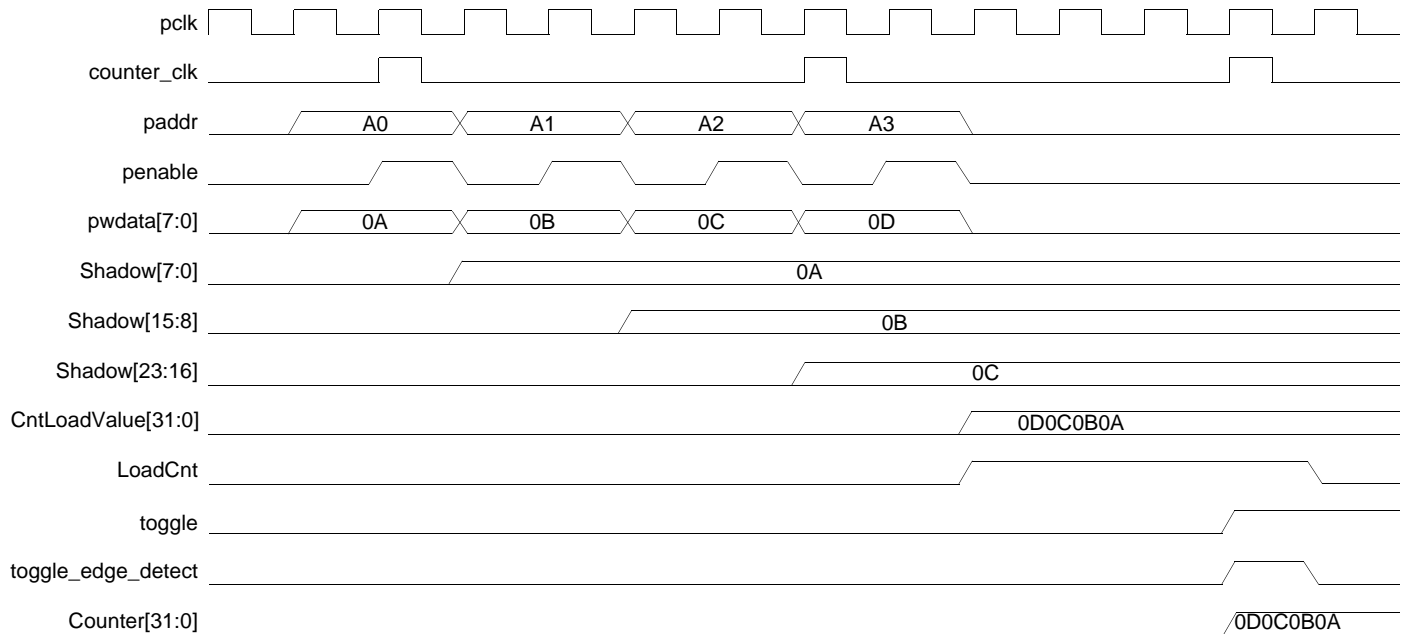 pclk
counter_clk
paddr A0 A1 A2 A3
penable
pwdata[7:0] 0A 0B 0C 0D
Shadow[7:0] 0A
Shadow[15:8] 0B
Shadow[23:16] 0C
CntLoadValue[31:0] 0D0C0B0A
LoadCnt
toggle
toggle_edge_detect
Counter[31:0] 0D0C0B0A